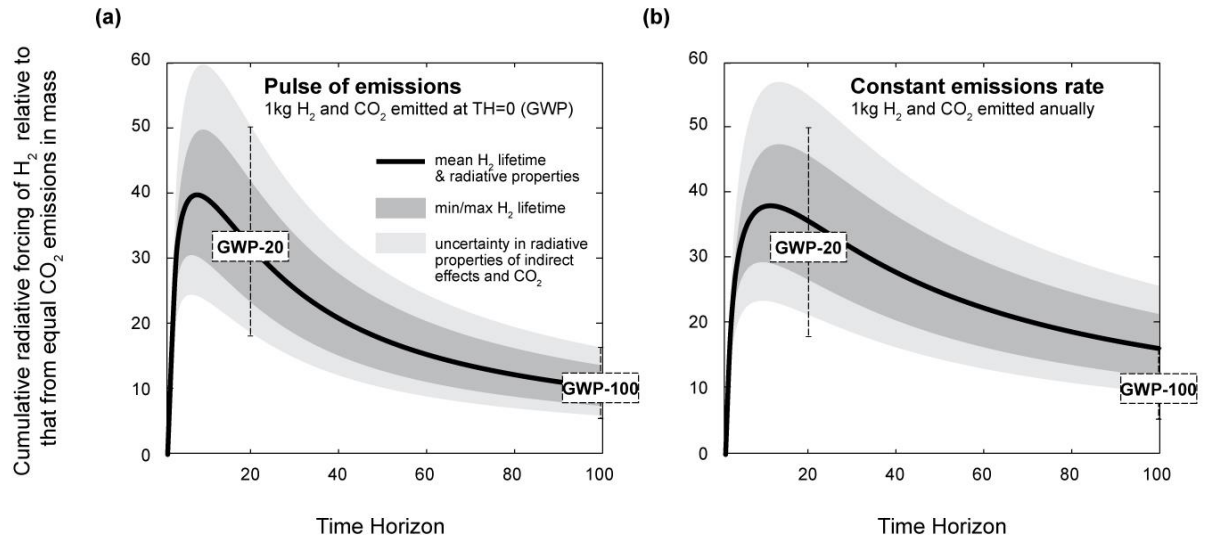 (a)
Cumulative radiative forcing of H₂ relative to
that from equal CO₂ emissions in mass
60
50
40
30
20
10
0
Pulse of emissions
1kg H₂ and CO₂ emitted at TH=0 (GWP)
mean H₂ lifetime
& radiative properties
min/max H₂ lifetime
uncertainty in radiative
properties of indirect
effects and CO₂
GWP-20
GWP-100
20
40
60
80
100
Time Horizon
(b)
60
50
40
30
20
10
0
Constant emissions rate
1kg H₂ and CO₂ emitted anually
GWP-20
GWP-100
20
40
60
80
100
Time Horizon